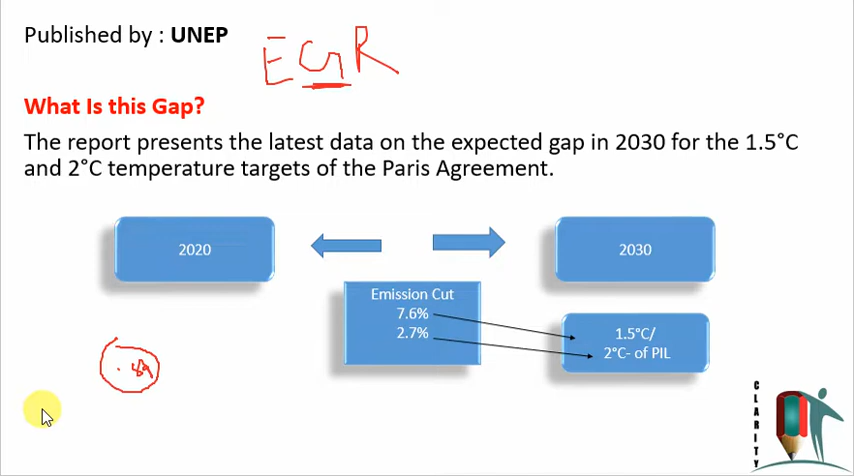 Published by : UNEP
EGR
What Is this Gap?
The report presents the latest data on the expected gap in 2030 for the 1.5°C
and 2°C temperature targets of the Paris Agreement.
2020
2030
Emission Cut
7.6%
2.7%
1.5°C/
2°C- of PIL
CLARITY